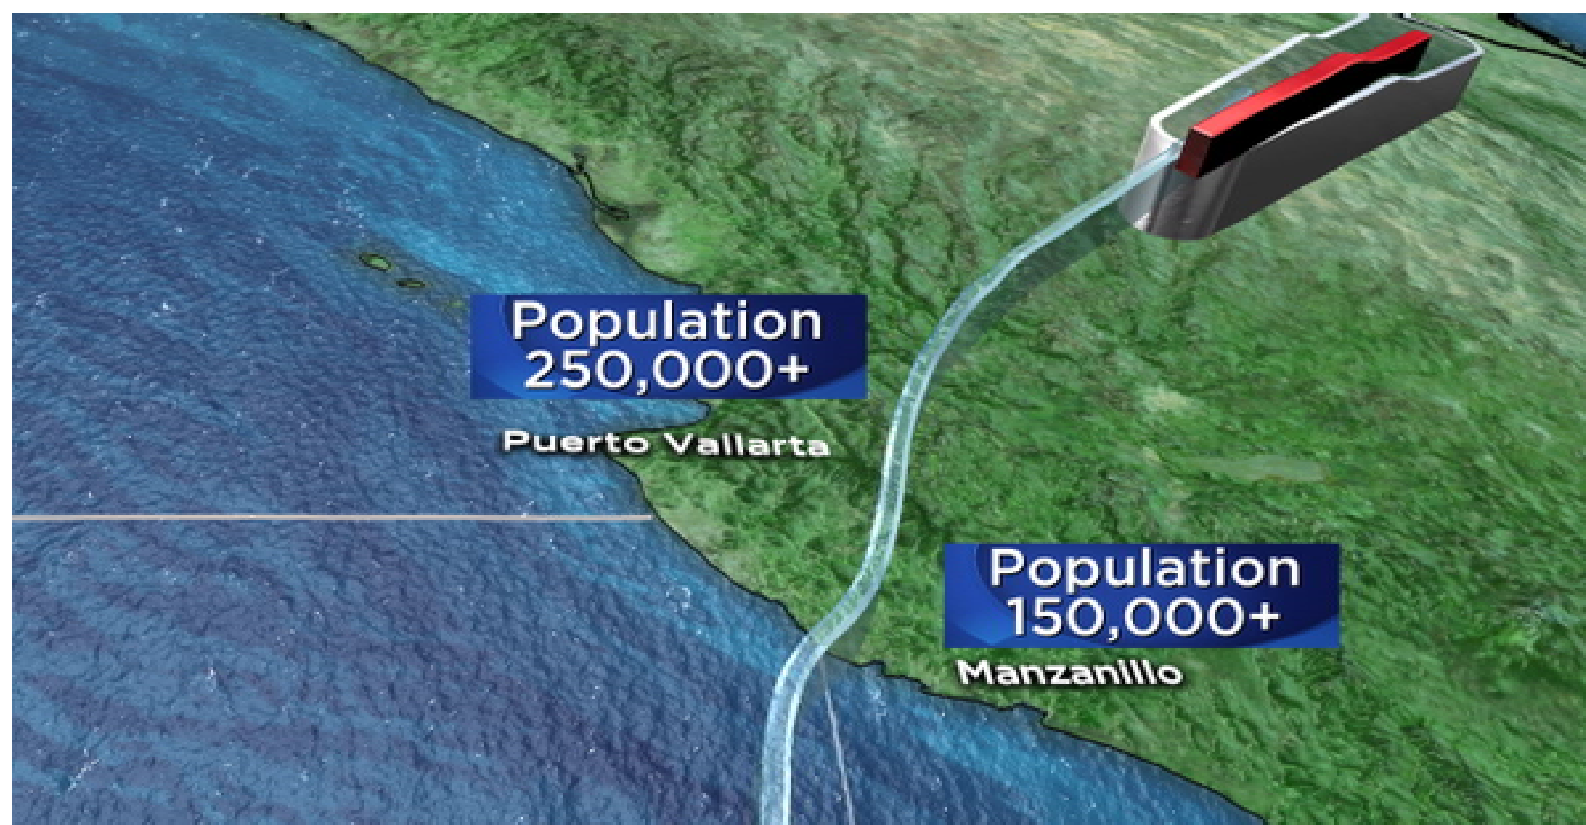 Population
250,000+
Puerto Vallarta
Population
150,000+
Manzanillo